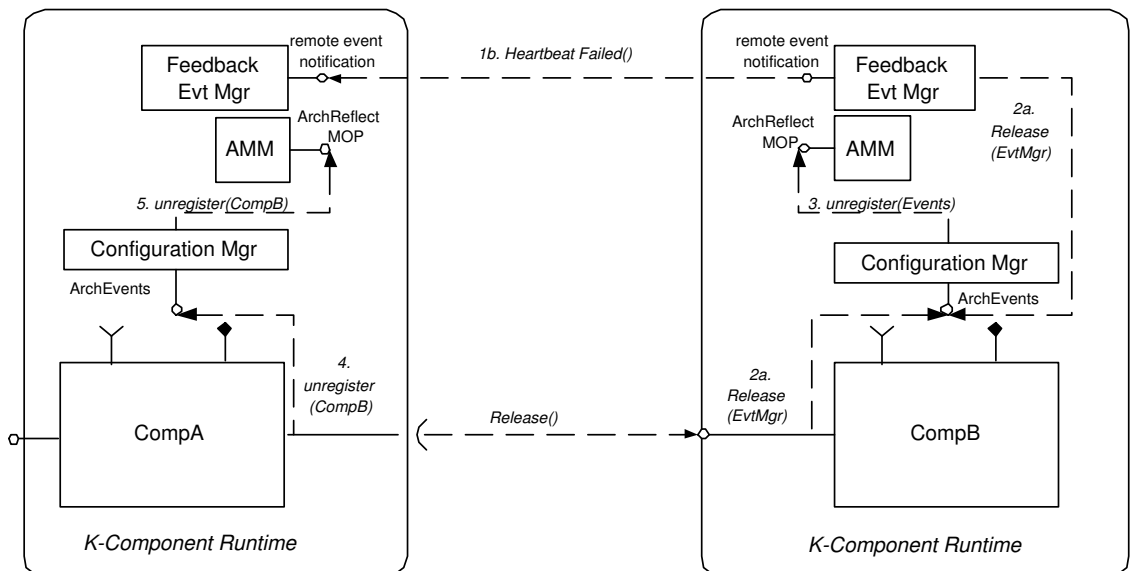 remote event
notification
Feedback
Evt Mgr
1b. Heartbeat Failed()
remote event
notification
Feedback
Evt Mgr
2a.
Release
(EvtMgr)
ArchReflect
MOP
AMM
ArchReflect
MOP
AMM
5. unregister(CompB)
3. unregister(Events)
Configuration Mgr
Configuration Mgr
ArchEvents
ArchEvents
4.
unregister
(CompB)
2a.
Release
(EvtMgr)
CompA
Release()
CompB
K-Component Runtime
K-Component Runtime